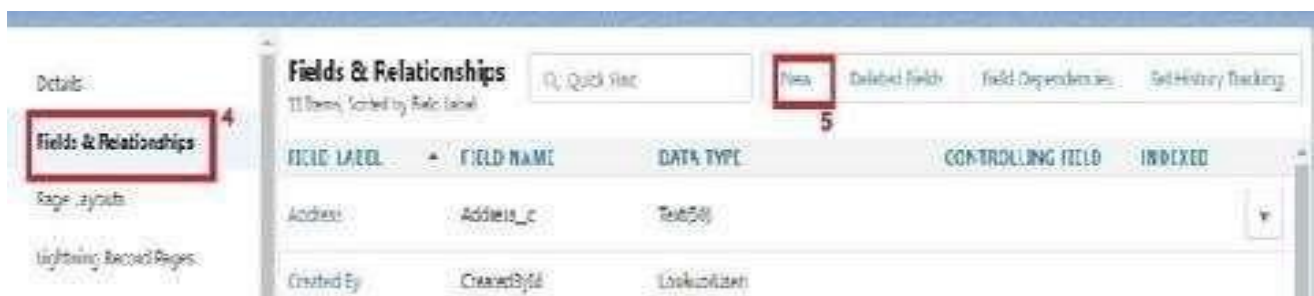 Details
Fields & Relationships
4
Page Layouts
Lightning Record Pages
Fields & Relationships
Quick Find
New
Deleted Fields
Field Dependencies
Set History Tracking
5
11 Items, Sorted by Field Label
FIELD LABEL
FIELD NAME
DATA TYPE
CONTROLLING FIELD
INDEXED
Address
Address_c
Text(50)
Created By
CreatedById
Lookup(User)